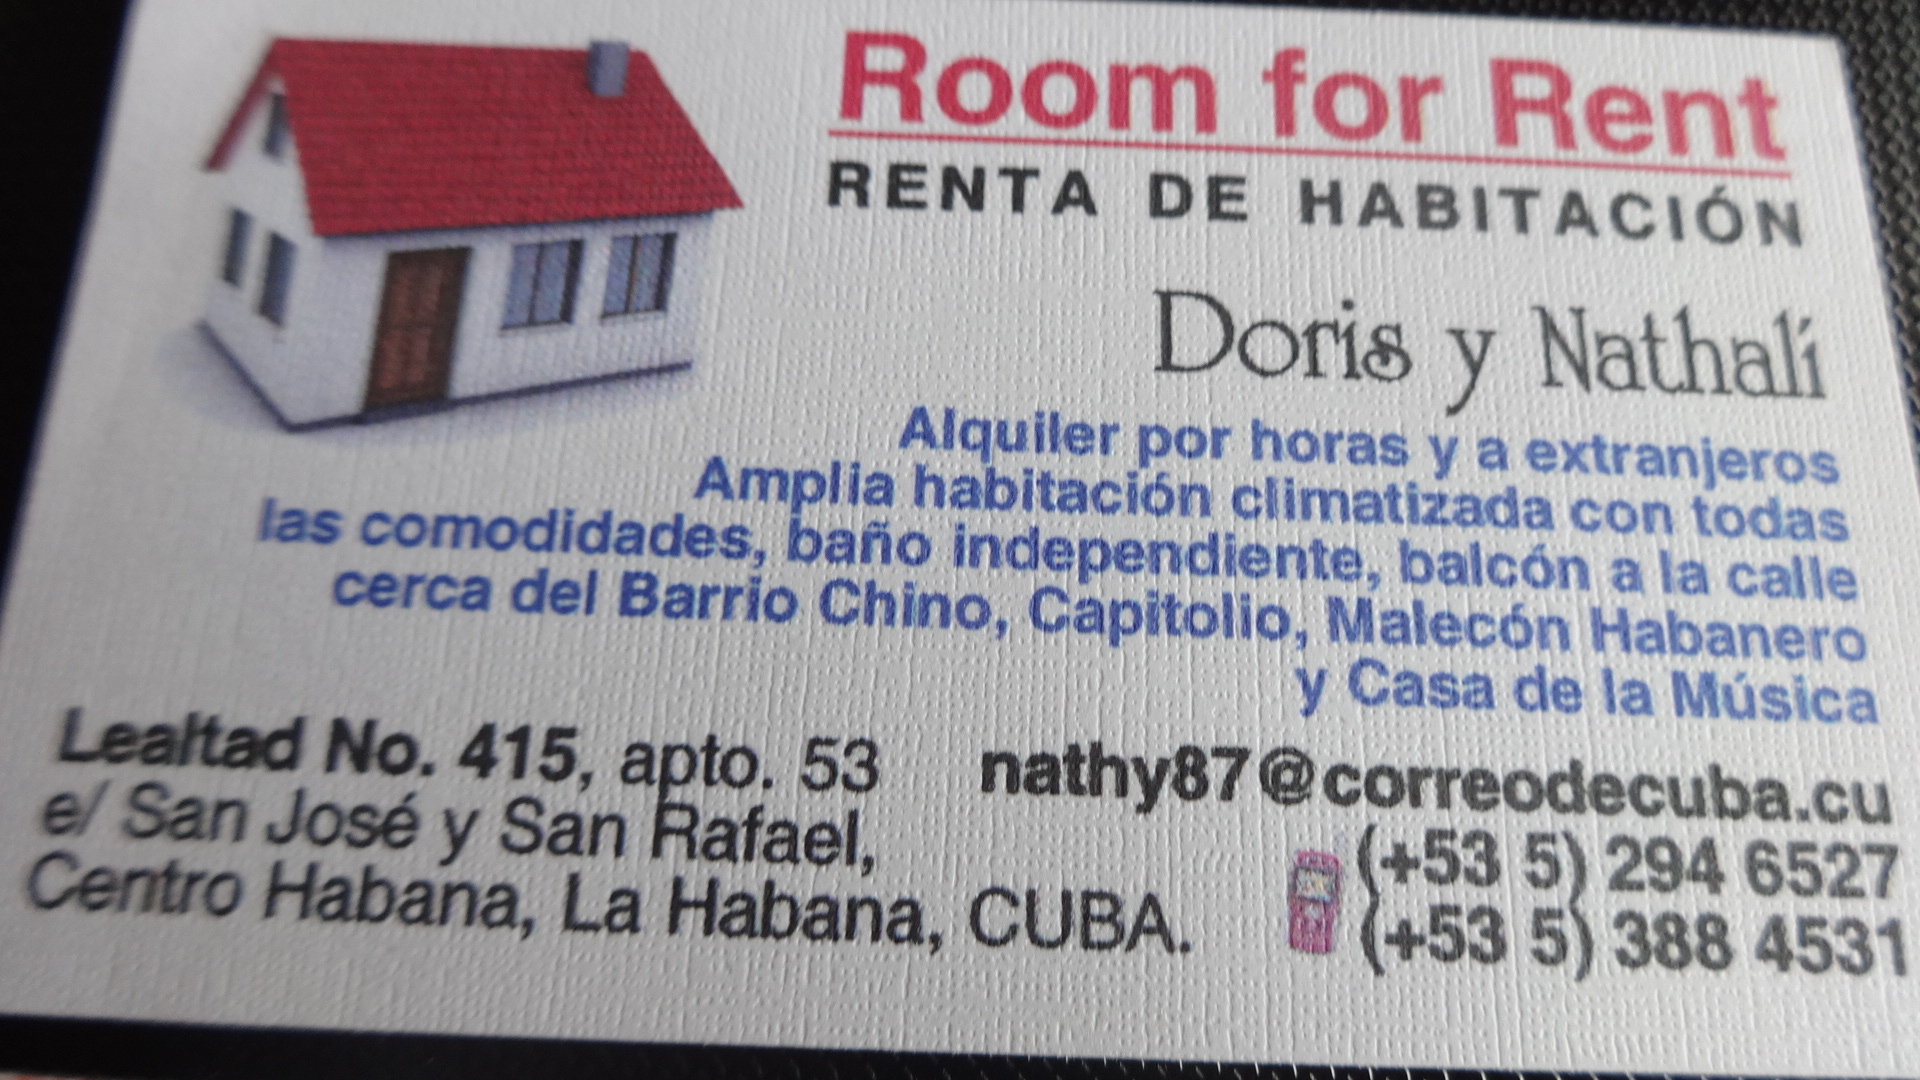 Room for Rent
RENTA DE HABITACIÓN
Doris y Nathalí
Alquiler por horas y a extranjeros
Amplia habitación climatizada con todas
las comodidades, baño independiente, balcón a la calle
cerca del Barrio Chino, Capitolio, Malecón Habanero
y Casa de la Música
Lealtad No. 415, apto. 53
e/ San José y San Rafael,
Centro Habana, La Habana, CUBA.
nathy87@correodecuba.cu
(+53 5) 294 6527
(+53 5) 388 4531